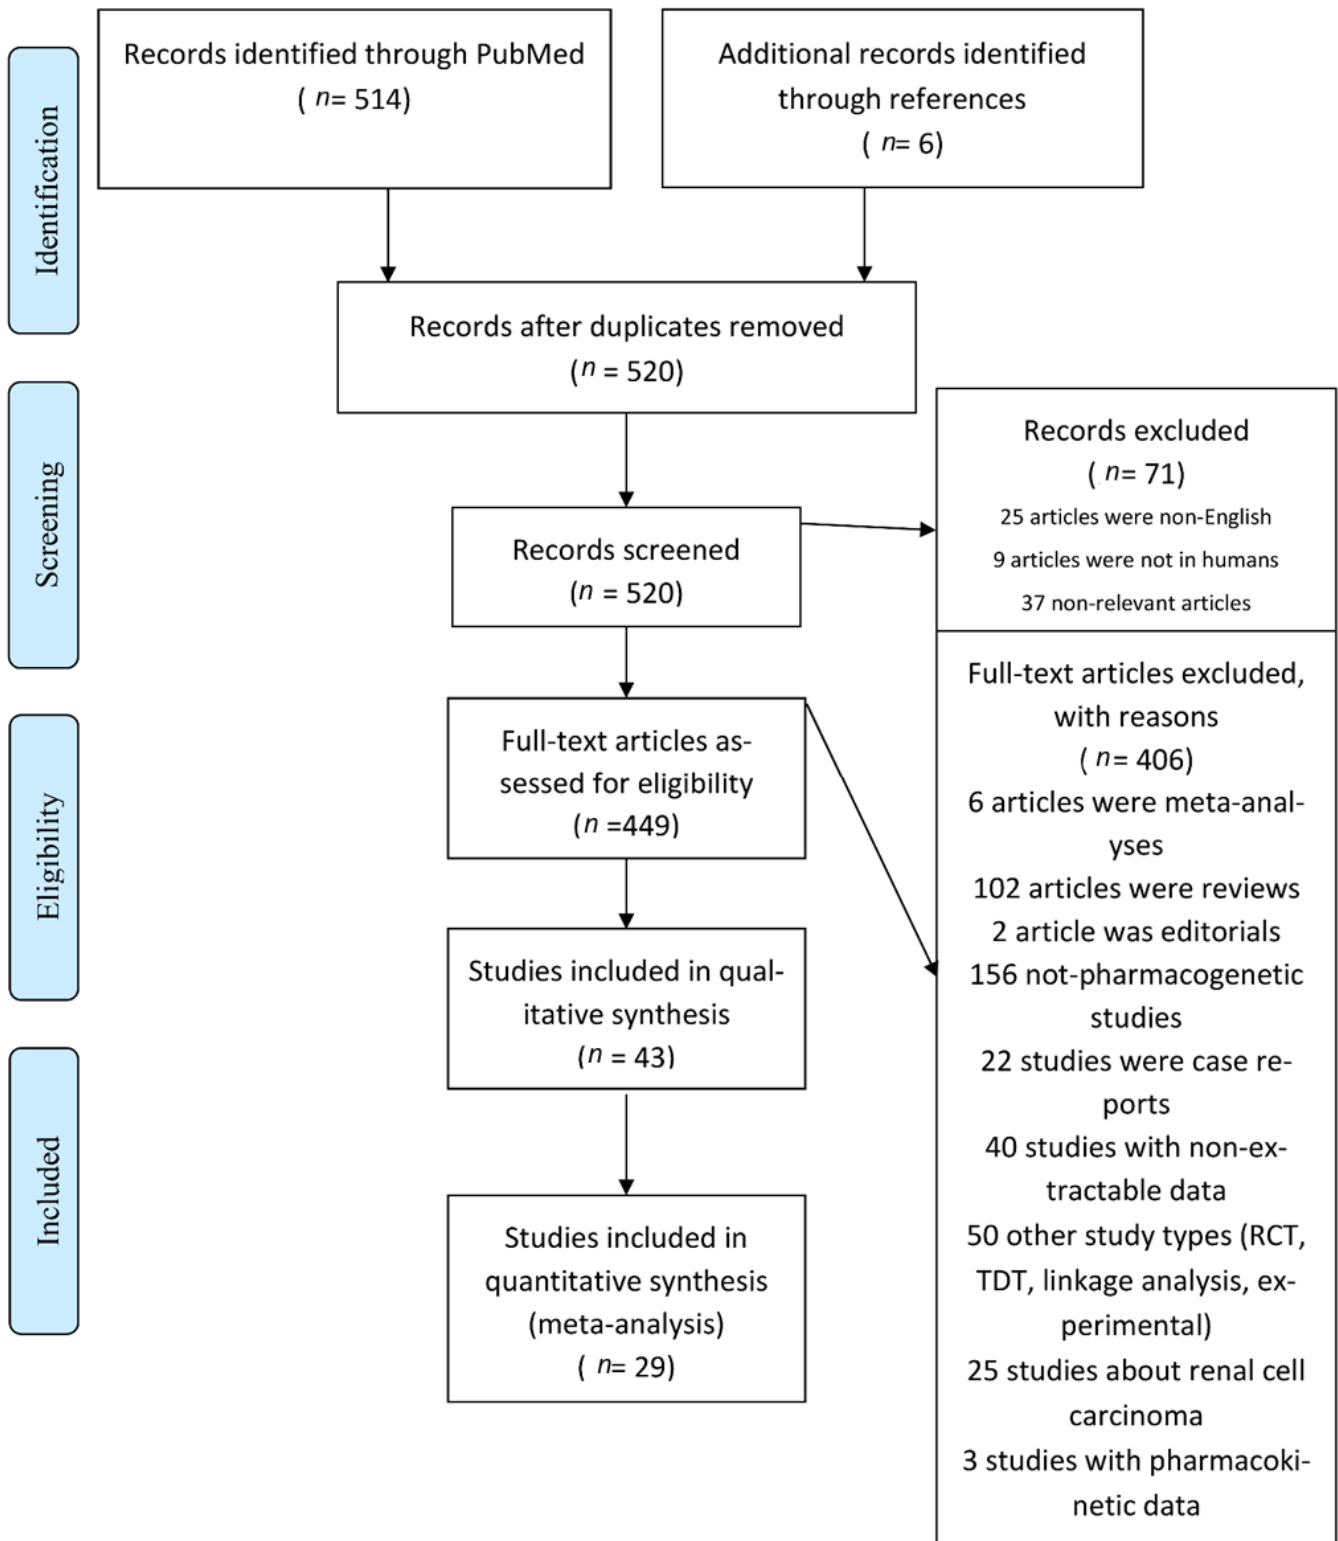 Identification
Records identified through PubMed
( n= 514)
Additional records identified
through references
( n= 6)
Records after duplicates removed
(n = 520)
Screening
Records screened
(n = 520)
Records excluded
( n= 71)
25 articles were non-English
9 articles were not in humans
37 non-relevant articles
Eligibility
Full-text articles as-
sessed for eligibility
(n =449)
Full-text articles excluded,
with reasons
( n= 406)
6 articles were meta-anal-
yses
102 articles were reviews
2 article was editorials
156 not-pharmacogenetic
studies
22 studies were case re-
ports
40 studies with non-ex-
tractable data
50 other study types (RCT,
TDT, linkage analysis, ex-
perimental)
25 studies about renal cell
carcinoma
3 studies with pharmacoki-
netic data
Studies included in qual-
itative synthesis
(n = 43)
Included
Studies included in
quantitative synthesis
(meta-analysis)
( n= 29)